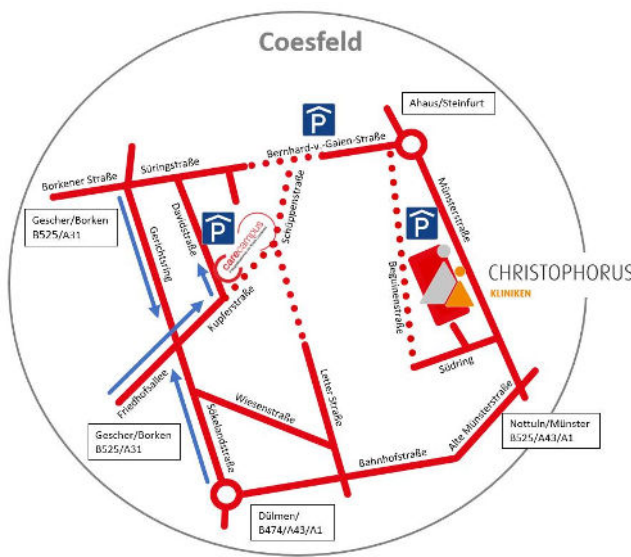 Coesfeld
Ahaus/Steinfurt
P
Bernhard-v.-Galen-Straße
Borkener Straße
Süringstraße
Gescher/Borken
B525/A31
Davidstraße
P
Gerichtsring
carecampus
Schüppenstraße
P
Münsterstraße
CHRISTOPHORUS
KLINIKEN
Beguinenstraße
Kupferstraße
Friedhofsallee
Südring
Letter Straße
Wiesenstraße
Sökelandstraße
Gescher/Borken
B525/A31
Alte Münsterstraße
Nottuln/Münster
B525/A43/A1
Bahnhofstraße
Dülmen/
B474/A43/A1